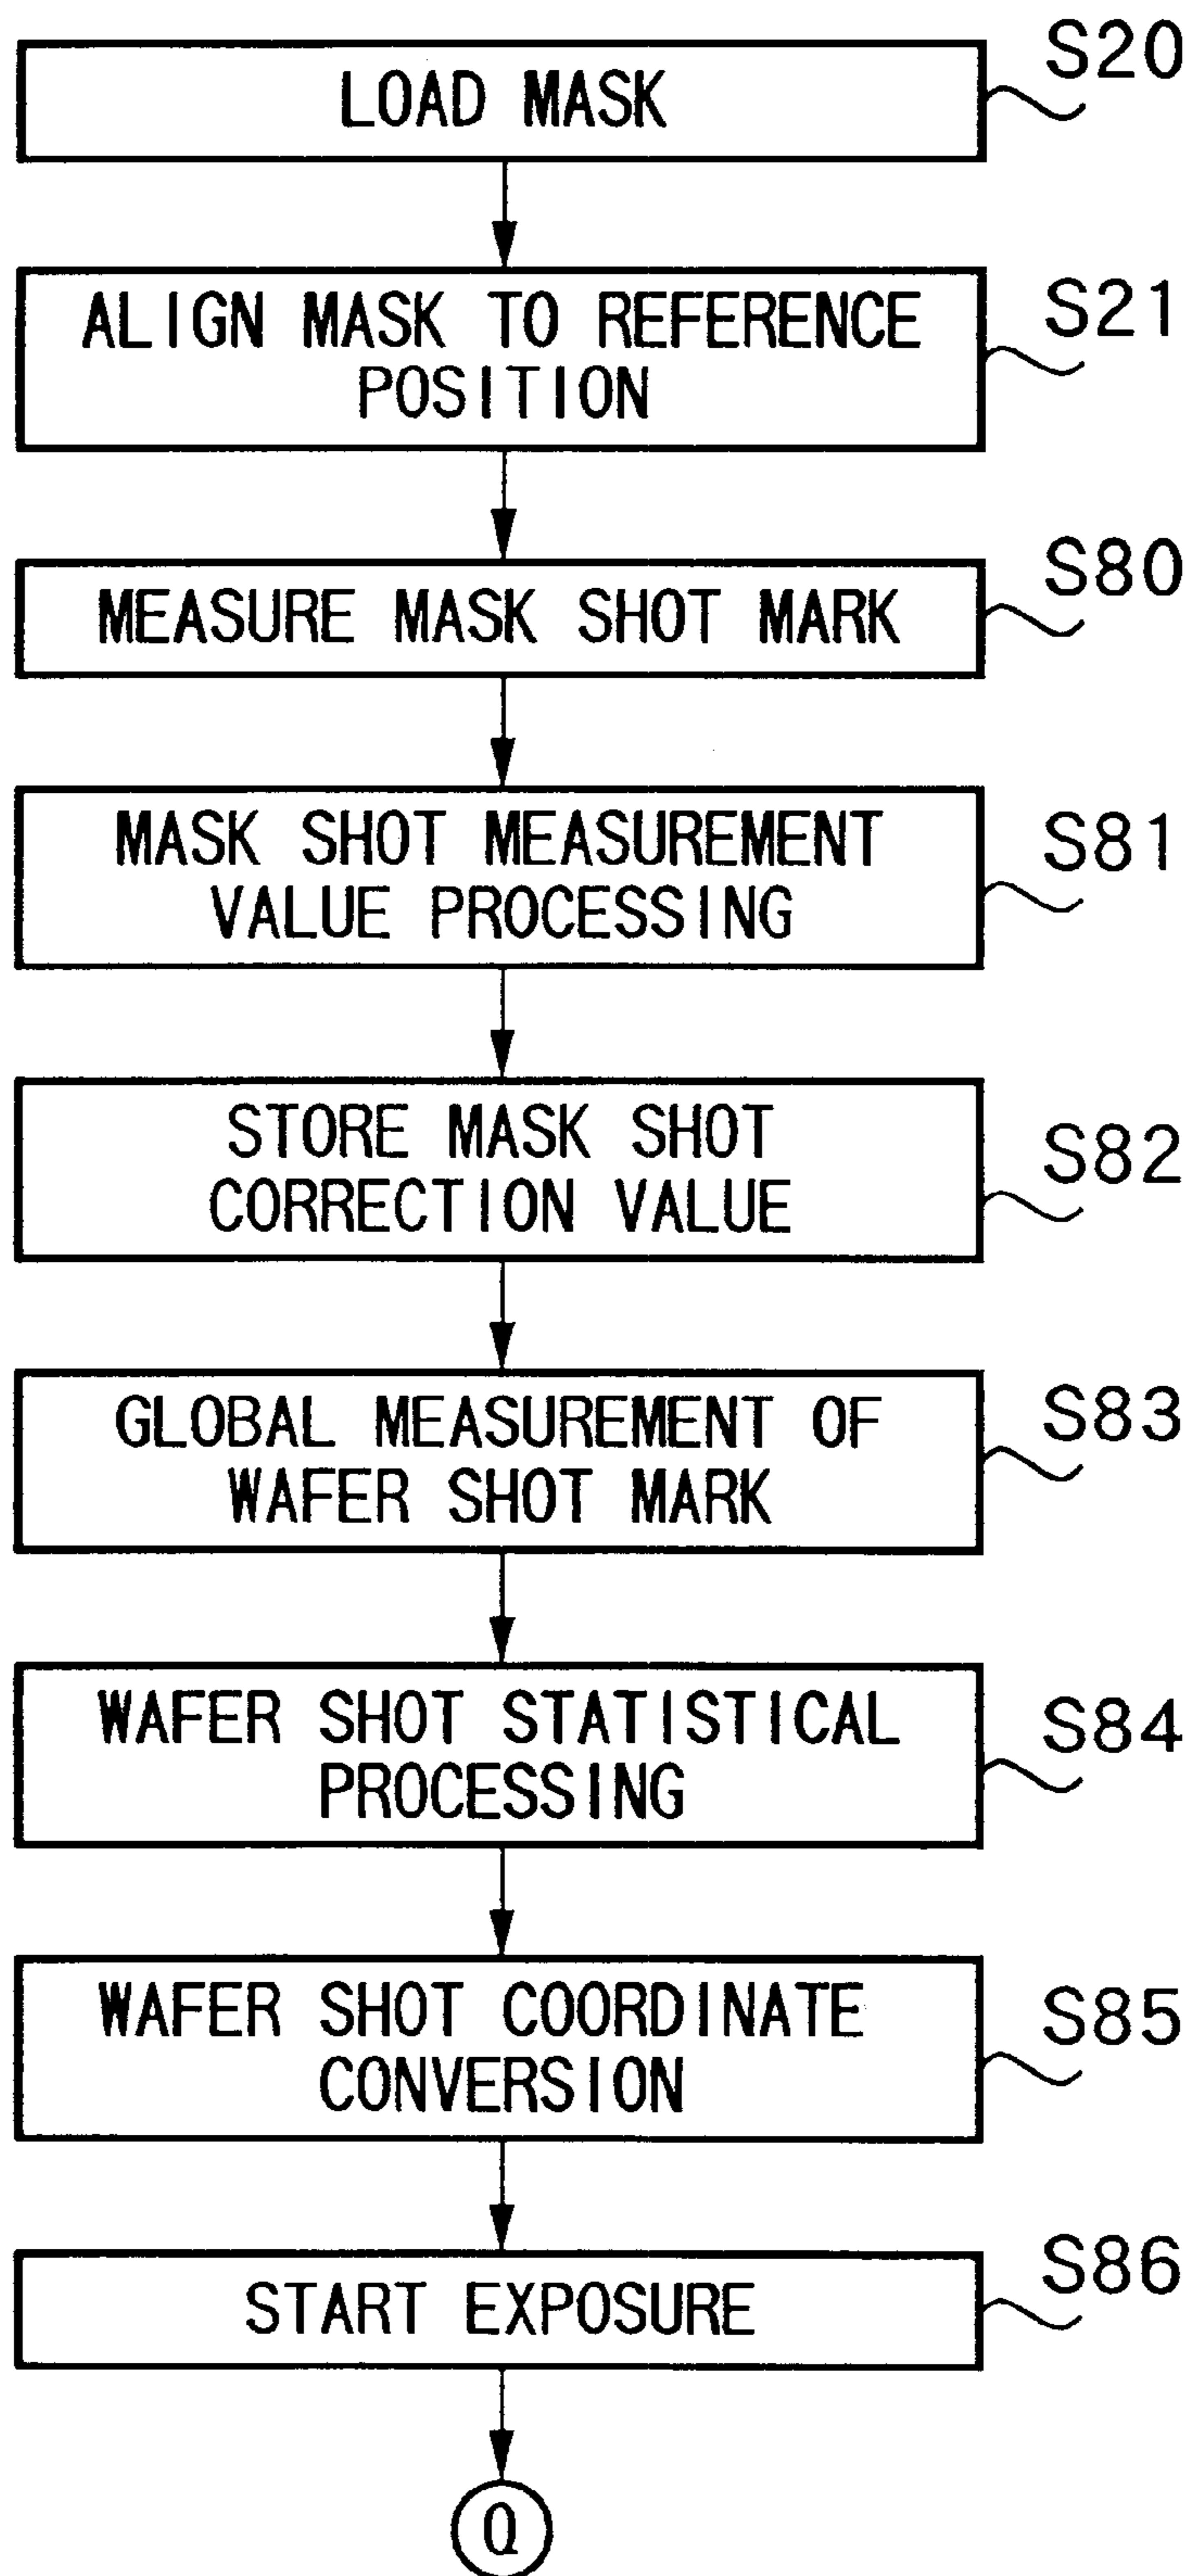 S20
LOAD MASK
S21
ALIGN MASK TO REFERENCE
POSITION
S80
MEASURE MASK SHOT MARK
S81
MASK SHOT MEASUREMENT
VALUE PROCESSING
S82
STORE MASK SHOT
CORRECTION VALUE
S83
GLOBAL MEASUREMENT OF
WAFER SHOT MARK
S84
WAFER SHOT STATISTICAL
PROCESSING
S85
WAFER SHOT COORDINATE
CONVERSION
S86
START EXPOSURE
Q